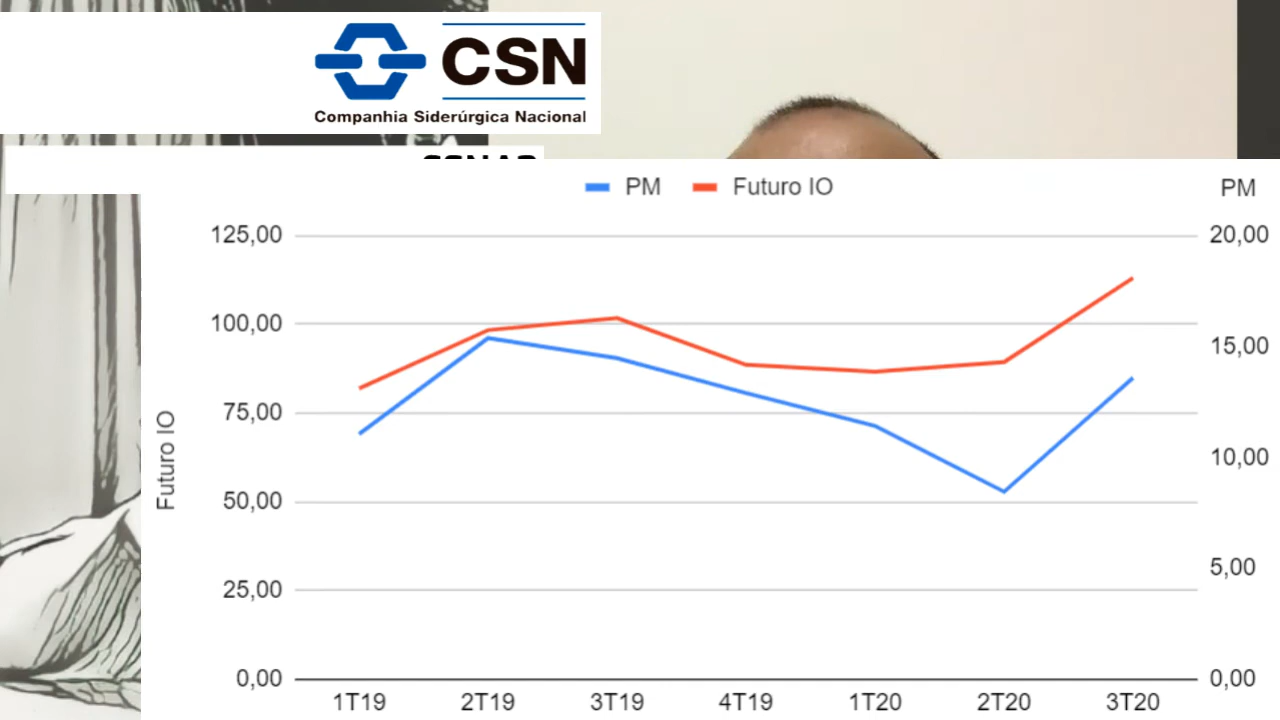 CSN
Companhia Siderúrgica Nacional
PM Futuro IO
PM
125,00
100,00
75,00
50,00
25,00
0,00
Futuro IO
20,00
15,00
10,00
5,00
0,00
1T19 2T19 3T19 4T19 1T20 2T20 3T20